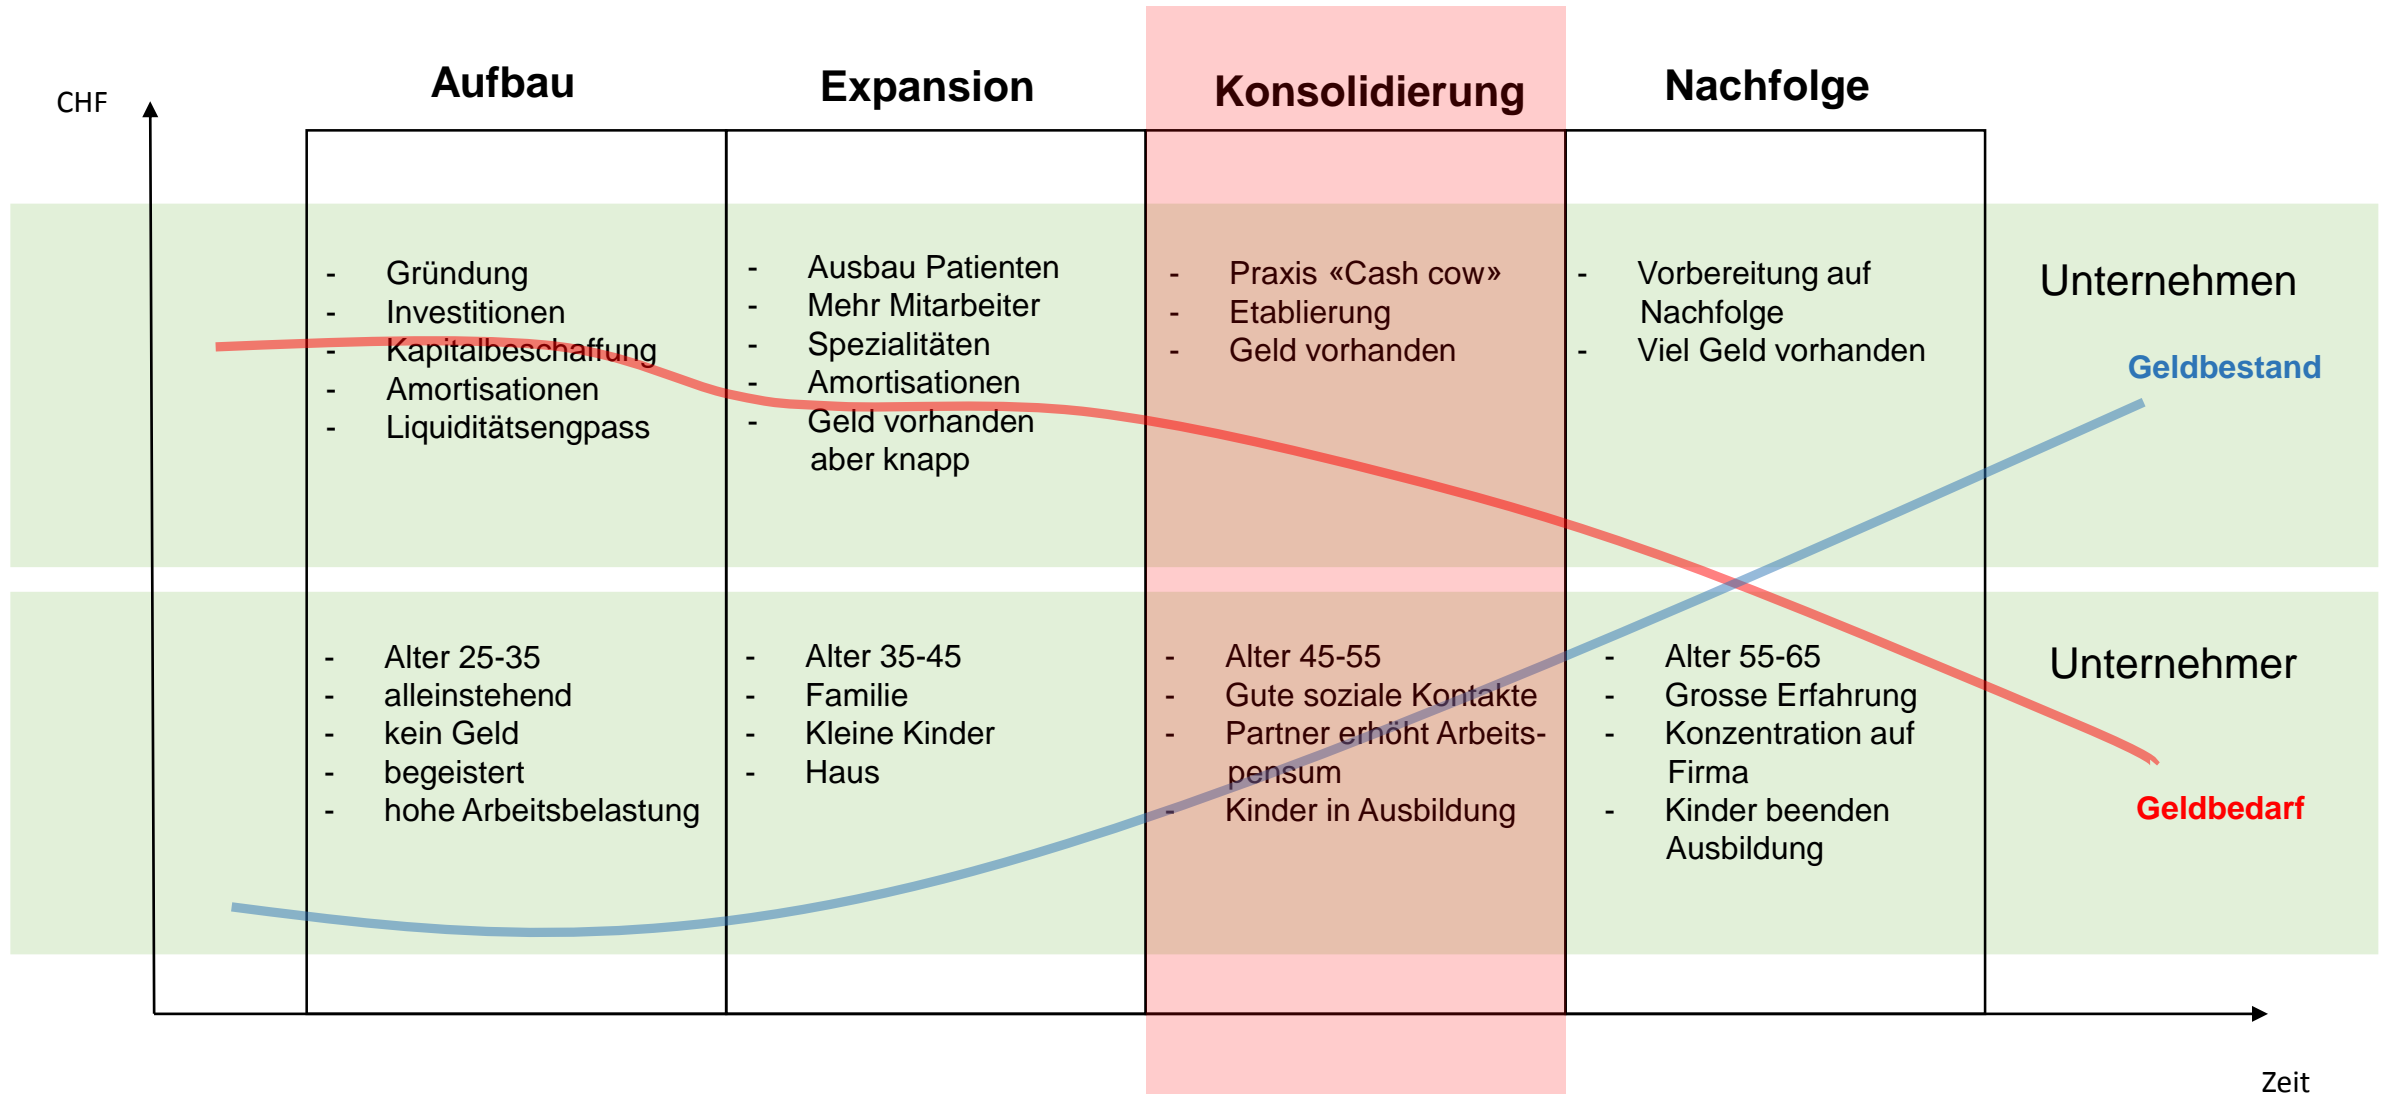 CHF
Aufbau
Expansion
Konsolidierung
Nachfolge
- Gründung
- Investitionen
- Kapitalbeschaffung
- Amortisationen
- Liquiditätsengpass
- Ausbau Patienten
- Mehr Mitarbeiter
- Spezialitäten
- Amortisationen
- Geld vorhanden
aber knapp
- Praxis «Cash cow»
- Etablierung
- Geld vorhanden
- Vorbereitung auf
Nachfolge
- Viel Geld vorhanden
Unternehmen
Geldbestand
- Alter 25-35
- alleinstehend
- kein Geld
- begeistert
- hohe Arbeitsbelastung
- Alter 35-45
- Familie
- Kleine Kinder
- Haus
- Alter 45-55
- Gute soziale Kontakte
- Partner erhöht Arbeits-
pensum
- Kinder in Ausbildung
- Alter 55-65
- Grosse Erfahrung
- Konzentration auf
Firma
- Kinder beenden
Ausbildung
Unternehmer
Geldbedarf
Zeit